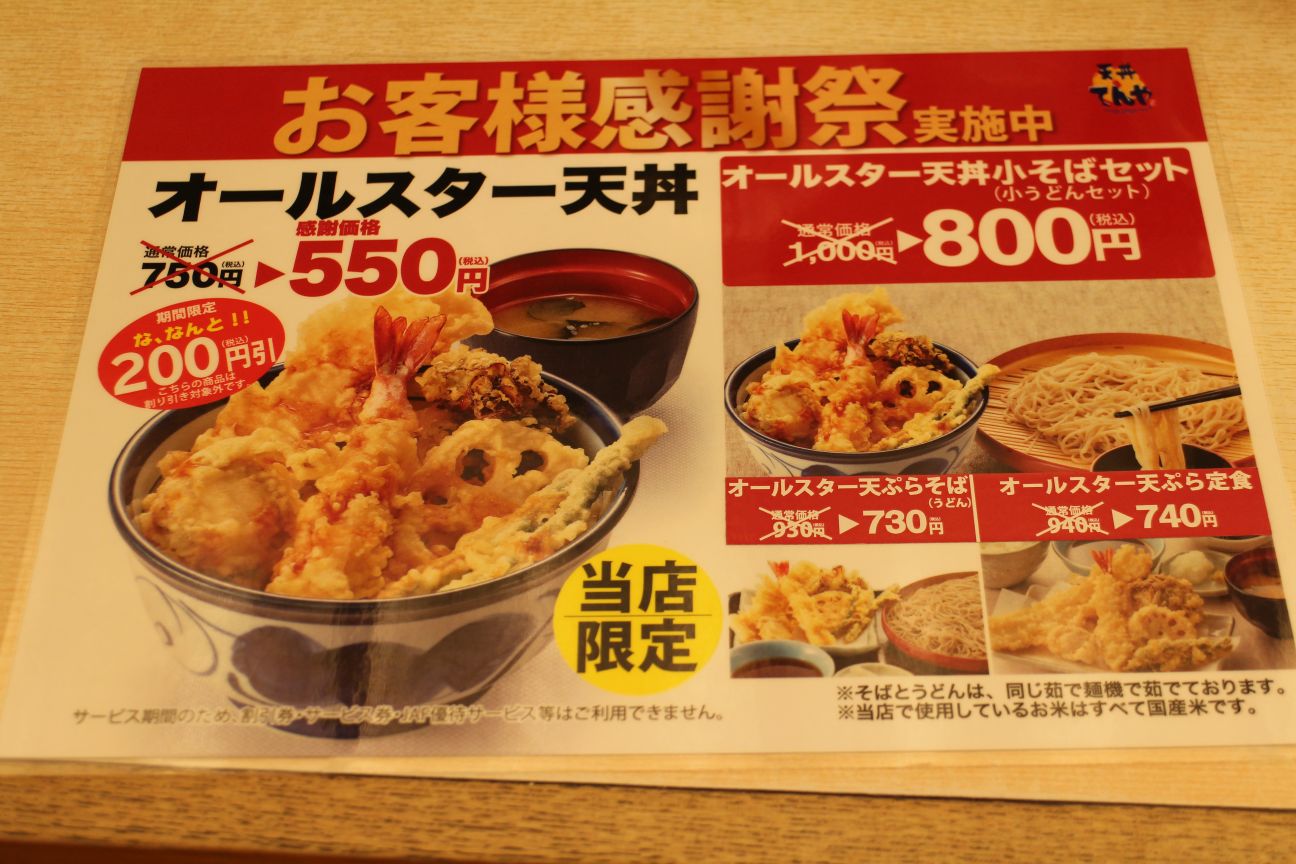 お客様感謝祭実施中
天丼
てんや
オールスター天丼
感謝価格
通常価格
750円(税込)▶550円(税込)
期間限定
な、なんと!!
200円引(税込)
こちらの商品は
割り引き対象外です
当店
限定
サービス期間のため、割引券・サービス券・JAF優待サービス等はご利用できません。
オールスター天丼小そばセット
(小うどんセット)
通常価格
1,000円(税込)▶800円(税込)
オールスター天ぷらそば
(うどん)
通常価格
930円(税込)▶730円(税込)
オールスター天ぷら定食
通常価格
940円(税込)▶740円(税込)
※そばとうどんは、同じ茹で麺機で茹でております。
※当店で使用しているお米はすべて国産米です。